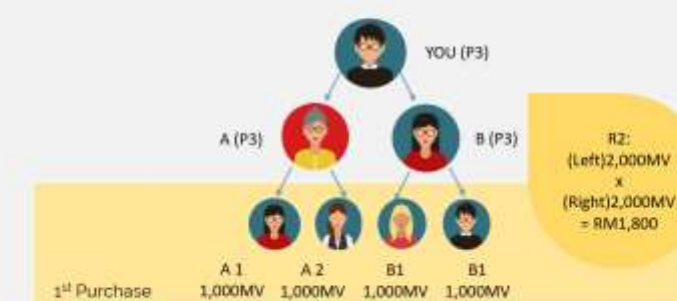 YOU (P3)
A (P3)
B (P3)
R2:
(Left)2,000MV
x
(Right)2,000MV
= RM1,800
A 1 A 2 B1 B1
1st Purchase 1,000MV 1,000MV 1,000MV 1,000MV